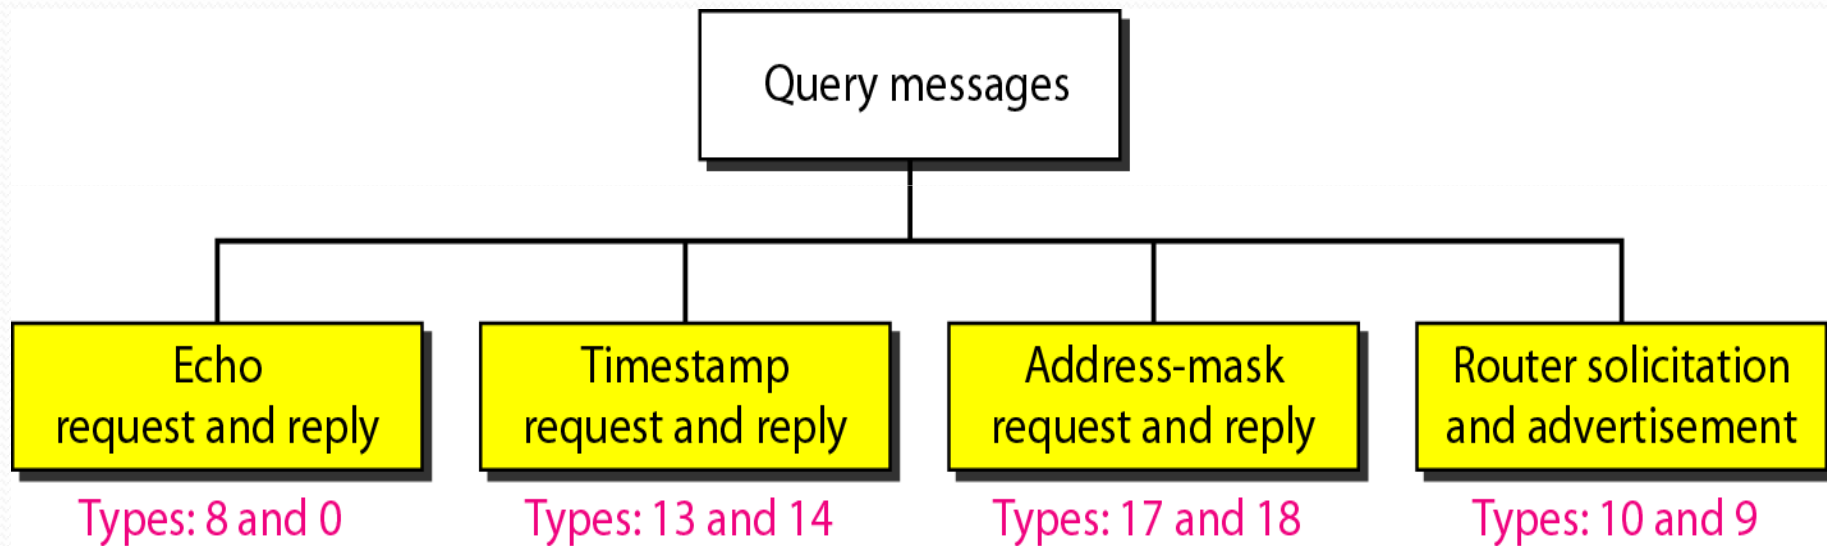 Query messages
Echo
request and reply
Types: 8 and 0
Timestamp
request and reply
Types: 13 and 14
Address-mask
request and reply
Types: 17 and 18
Router solicitation
and advertisement
Types: 10 and 9